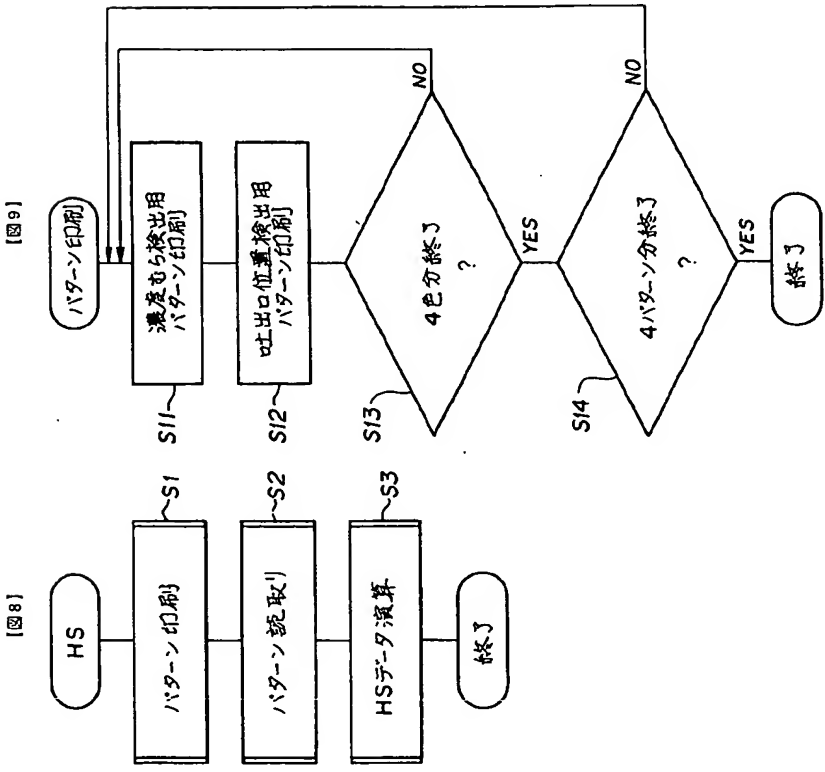 [図8]
HS
パターン印刷
S1
パターン読取り
S2
HSデータ演算
S3
終了
[図9]
パターン印刷
濃度むら検出用
パターン印刷
S11
吐出口位置検出用
パターン印刷
S12
4色分終了
?
S13
NO
YES
4パターン分終了
?
S14
NO
YES
終了